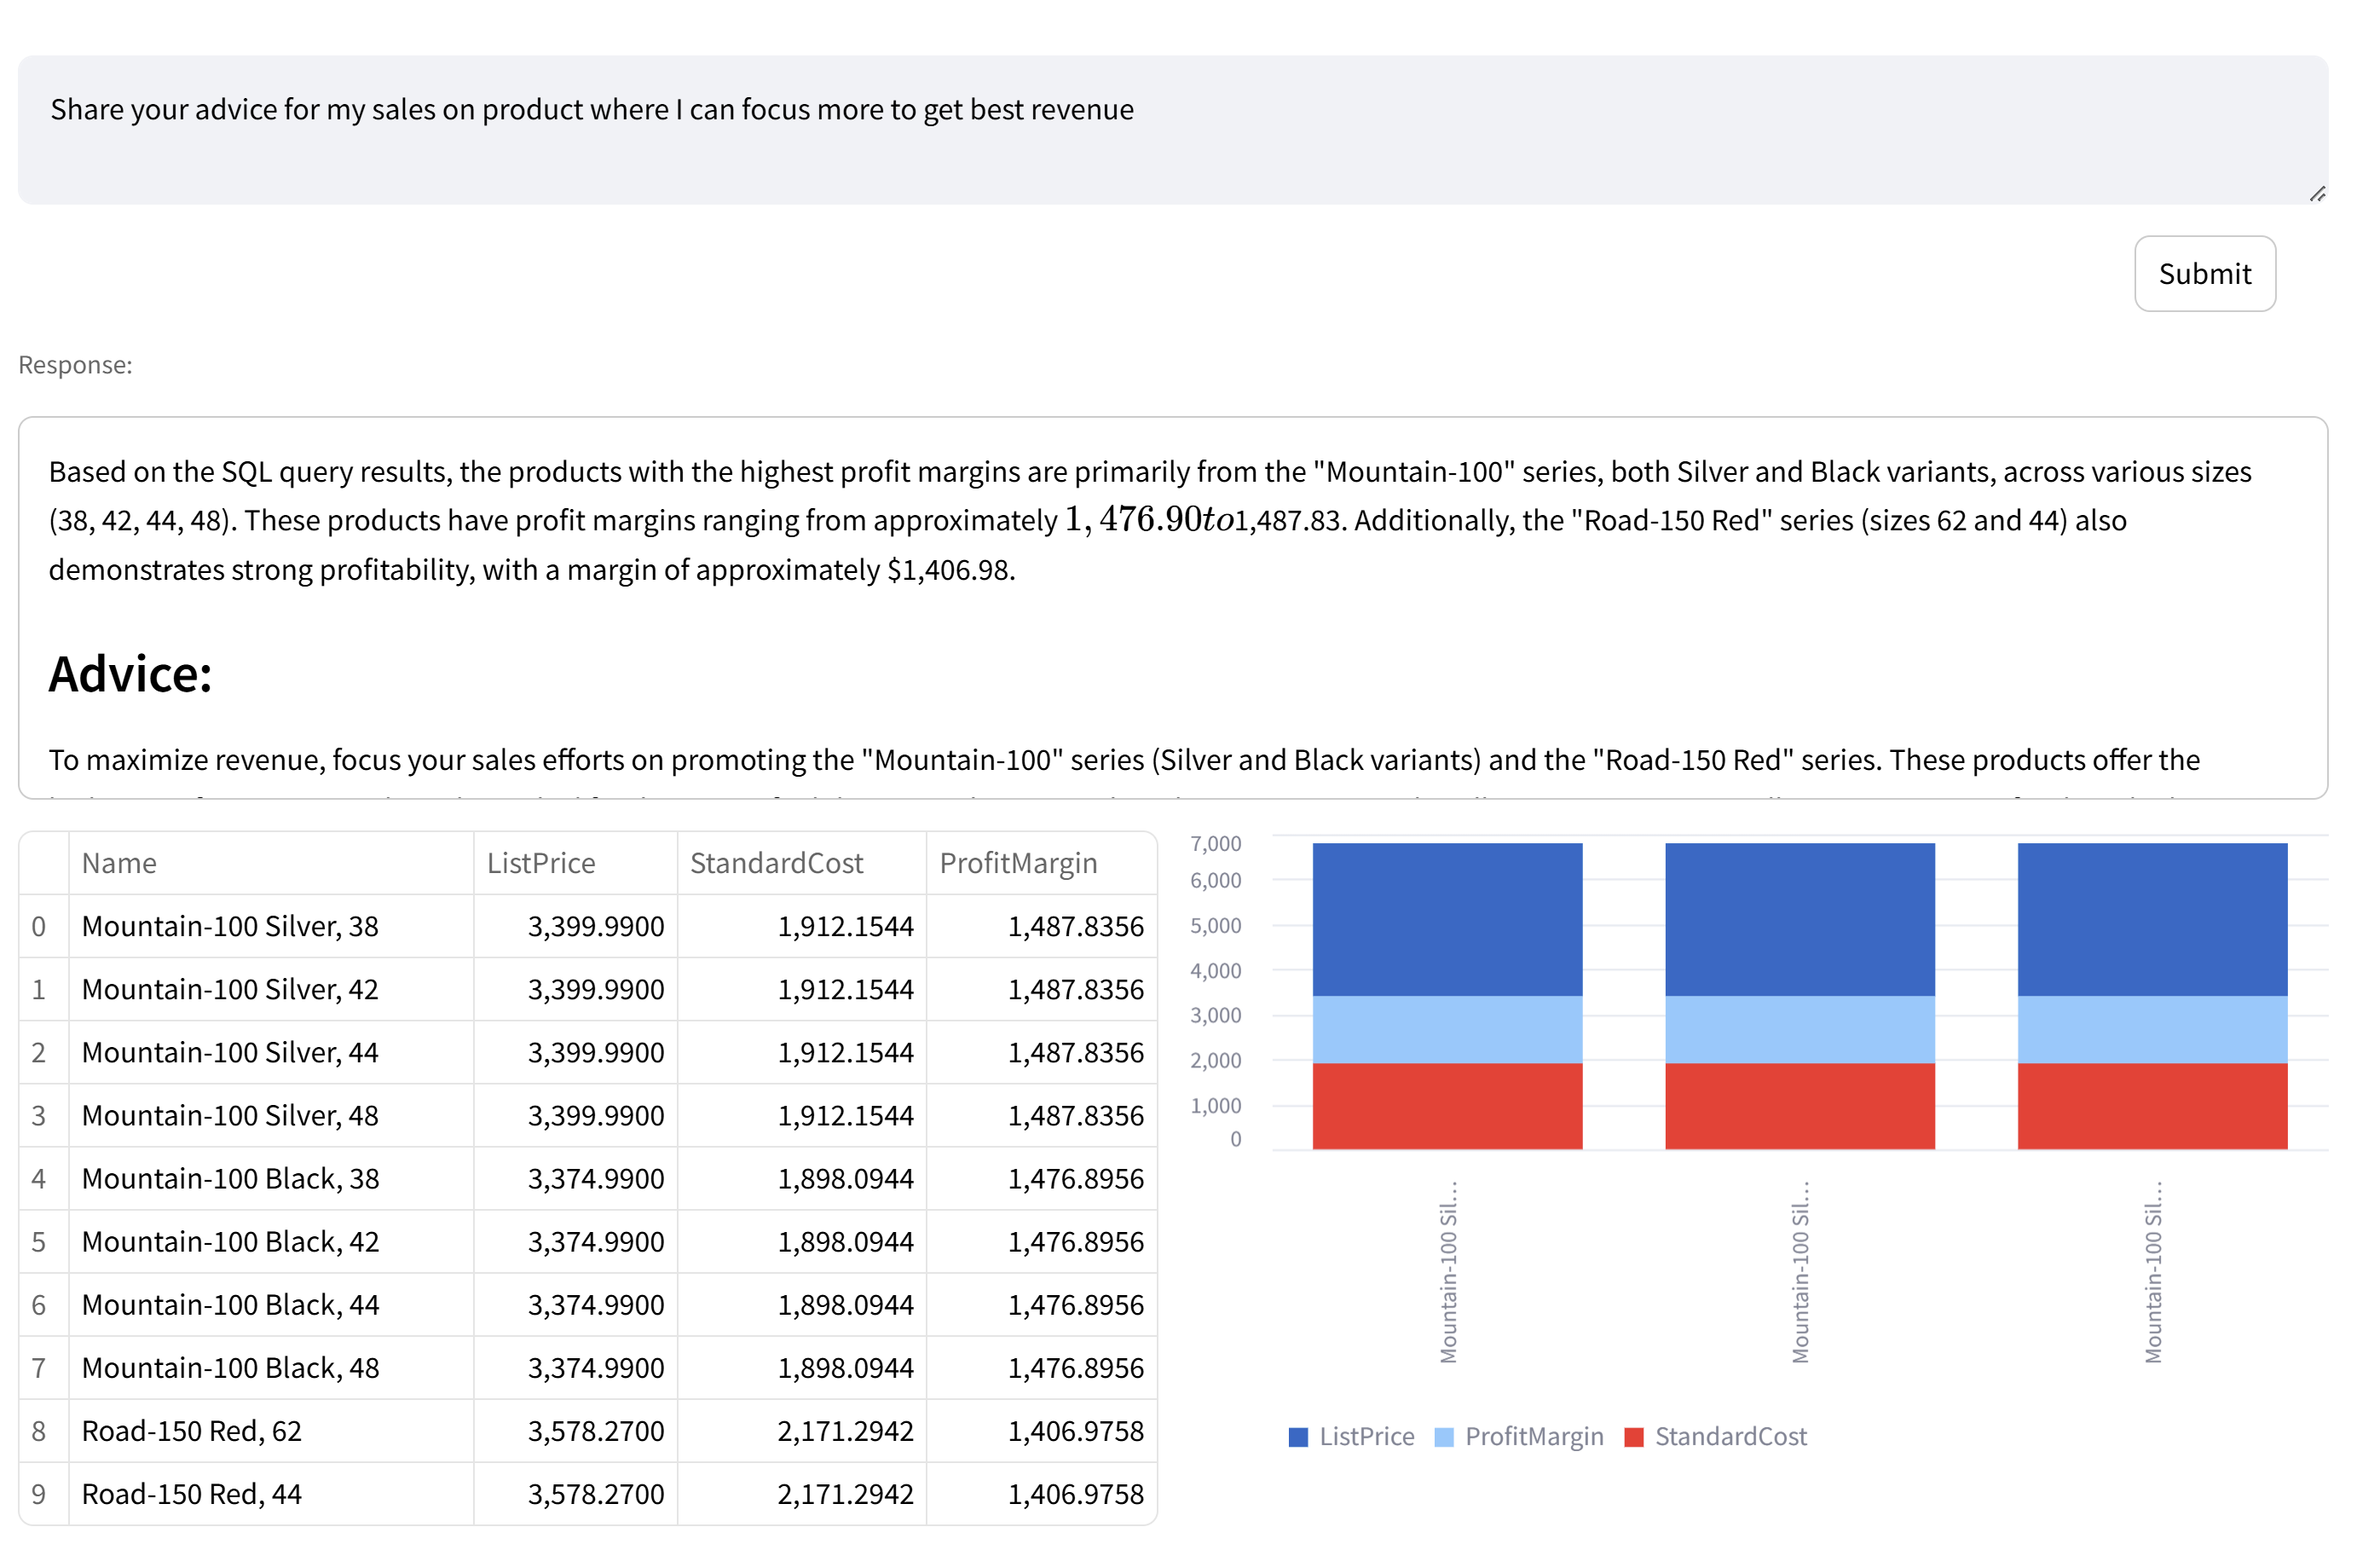 Share your advice for my sales on product where I can focus more to get best revenue
Submit
Response:
Based on the SQL query results, the products with the highest profit margins are primarily from the "Mountain-100" series, both Silver and Black variants, across various sizes
(38, 42, 44, 48). These products have profit margins ranging from approximately 1, 476.90to1,487.83. Additionally, the "Road-150 Red" series (sizes 62 and 44) also
demonstrates strong profitability, with a margin of approximately $1,406.98.
Advice:
To maximize revenue, focus your sales efforts on promoting the "Mountain-100" series (Silver and Black variants) and the "Road-150 Red" series. These products offer the
Name ListPrice StandardCost ProfitMargin
0 Mountain-100 Silver, 38 3,399.9900 1,912.1544 1,487.8356
1 Mountain-100 Silver, 42 3,399.9900 1,912.1544 1,487.8356
2 Mountain-100 Silver, 44 3,399.9900 1,912.1544 1,487.8356
3 Mountain-100 Silver, 48 3,399.9900 1,912.1544 1,487.8356
4 Mountain-100 Black, 38 3,374.9900 1,898.0944 1,476.8956
5 Mountain-100 Black, 42 3,374.9900 1,898.0944 1,476.8956
6 Mountain-100 Black, 44 3,374.9900 1,898.0944 1,476.8956
7 Mountain-100 Black, 48 3,374.9900 1,898.0944 1,476.8956
8 Road-150 Red, 62 3,578.2700 2,171.2942 1,406.9758
9 Road-150 Red, 44 3,578.2700 2,171.2942 1,406.9758
7,000
6,000
5,000
4,000
3,000
2,000
1,000
0
Mountain-100 Sil...
Mountain-100 Sil...
Mountain-100 Sil...
ListPrice ProfitMargin StandardCost